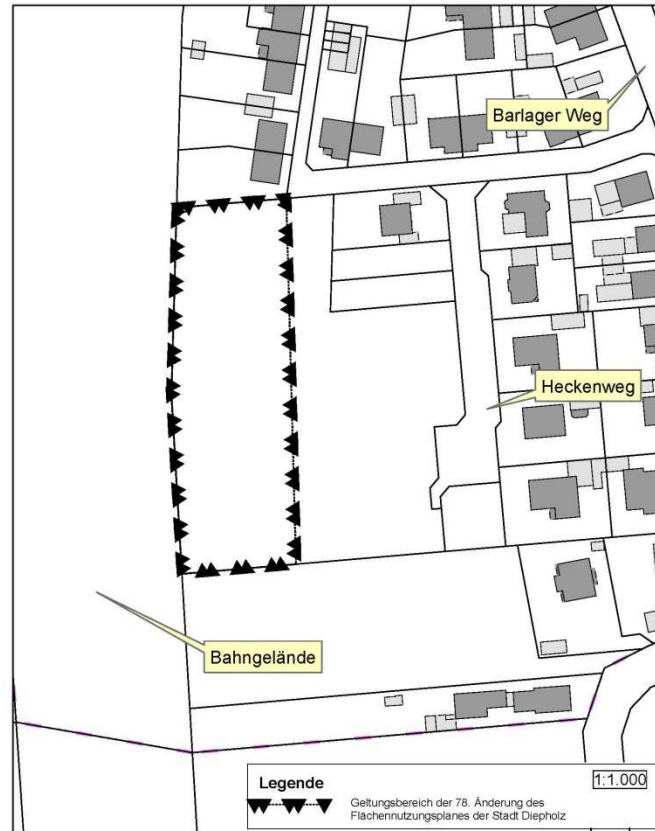 Barlager Weg
Heckenweg
Bahngelände
Legende
1:1.000
Geltungsbereich der 78. Änderung des
Flächennutzungsplanes der Stadt Diepholz